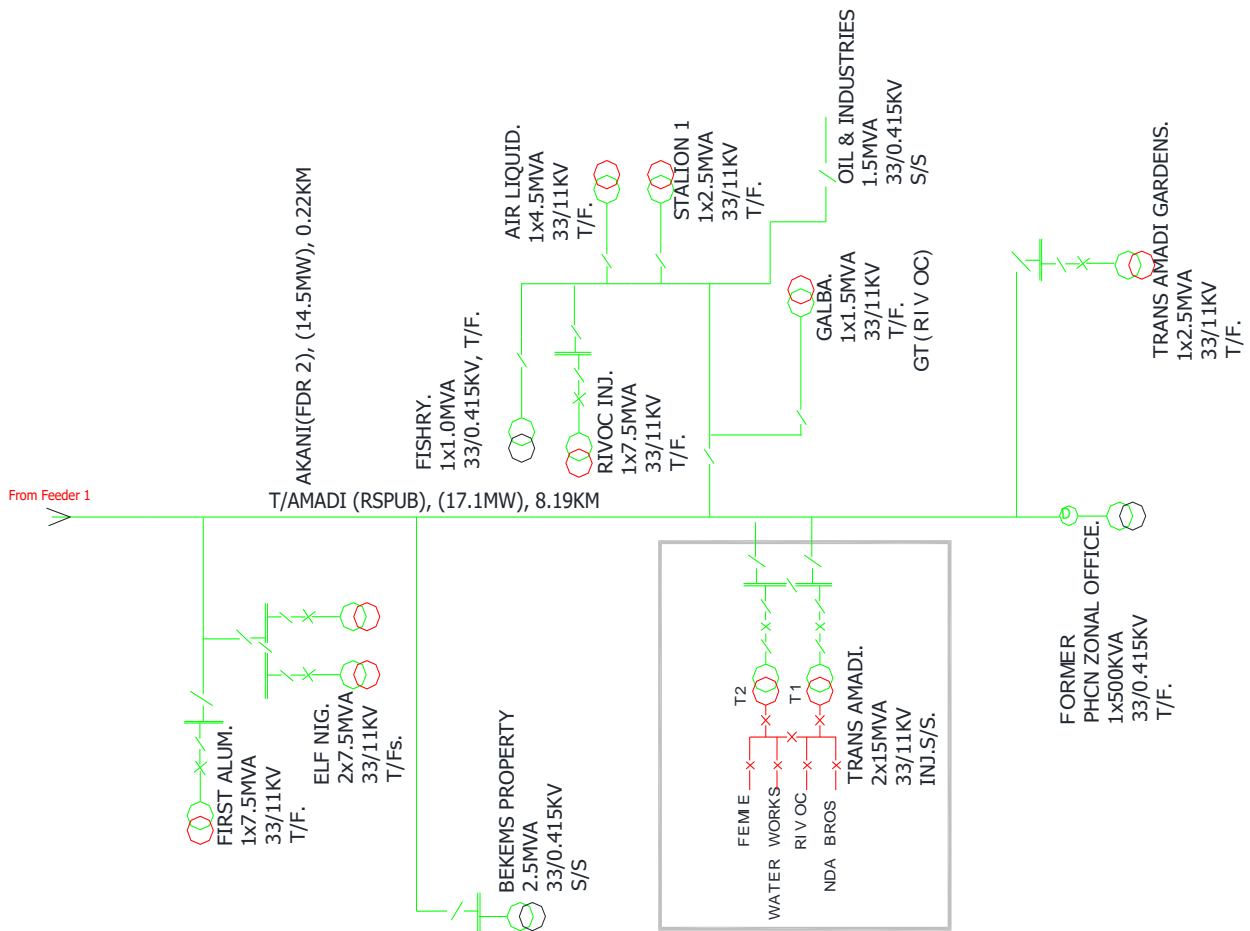 From Feeder 1
T/AMADI (RSPUB), (17.1MW), 8.19KM
AKANI(FDR 2), (14.5MW), 0.22KM
FIRST ALUM.
1x7.5MVA
33/11KV
T/F.
ELF NIG.
2x7.5MVA
33/11KV
T/Fs.
BEKEMS PROPERTY
2.5MVA
33/0.415KV
S/S
FISHRY.
1x1.0MVA
33/0.415KV, T/F.
AIR LIQUID.
1x4.5MVA
33/11KV
T/F.
RIVOC INJ.
1x7.5MVA
33/11KV
T/F.
STALION 1
1x2.5MVA
33/11KV
T/F.
OIL & INDUSTRIES
1.5MVA
33/0.415KV
S/S
GALBA.
1x1.5MVA
33/11KV
T/F.
GT(RIVOC)
T2
T1
FEMIE
WATER WORKS
RIVOC
NDA BROS
TRANS AMADI.
2x15MVA
33/11KV
INJ.S/S.
D
FORMER
PHCN ZONAL OFFICE.
1x500KVA
33/0.415KV
T/F.
TRANS AMADI GARDENS.
1x2.5MVA
33/11KV
T/F.